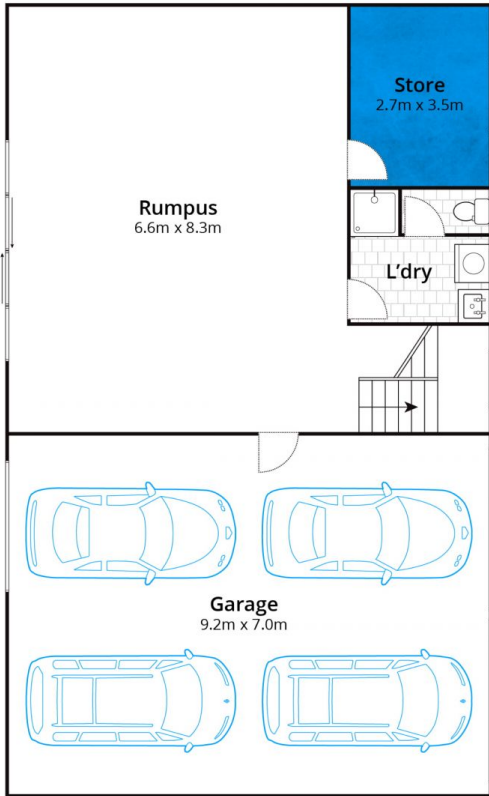 Store
2.7m x 3.5m
Rumpus
6.6m x 8.3m
L'dry
Garage
9.2m x 7.0m